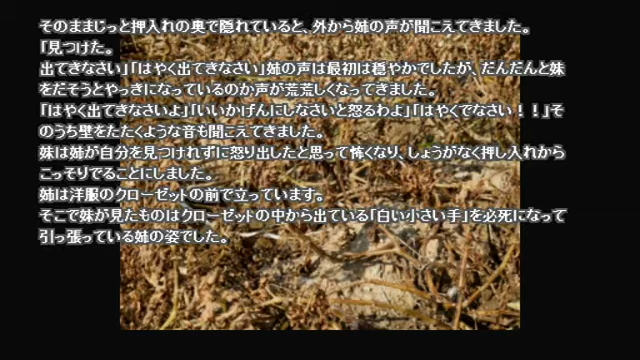 そのままじっと押入れの奥で隠れていると、外から姉の声が聞こえてきました。
「見つけた。
出てきなさい」「はやく出てきなさい」姉の声は最初は穏やかでしたが、だんだんと妹
をだそうとやっきになっているのか声が荒荒しくなってきました。
「はやく出てきなさいよ」「いいかげんにしなさいと怒るわよ」「はやくでなさい！！」そ
のうち壁をたたくような音も聞こえてきました。
妹は姉が自分を見つけれずに怒り出したと思って怖くなり、しょうがなく押し入れから
こっそりでることにしました。
姉は洋服のクローゼットの前で立っています。
そこで妹が見たものはクローゼットの中から出ている「白い小さい手」を必死になって
引っ張っている姉の姿でした。